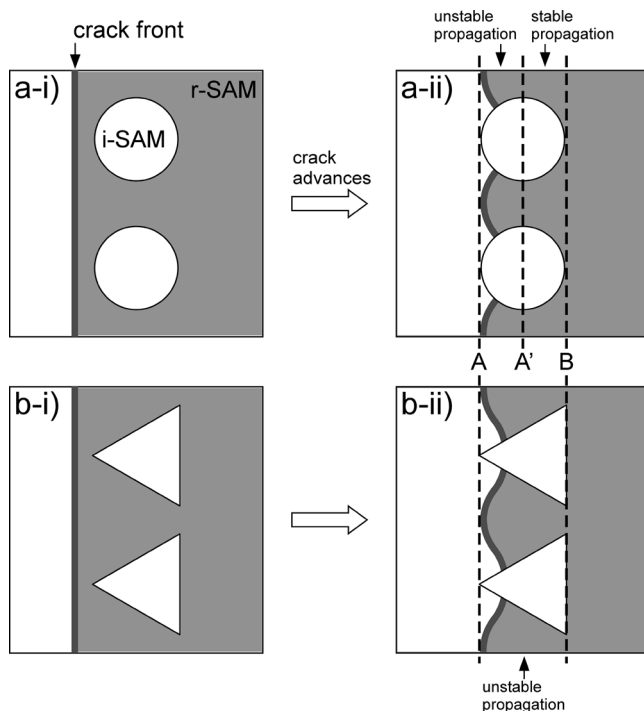 crack front
a-i)
r-SAM
i-SAM
crack
advances
unstable
propagation
stable
propagation
a-ii)
A
A'
B
b-i)
b-ii)
unstable
propagation